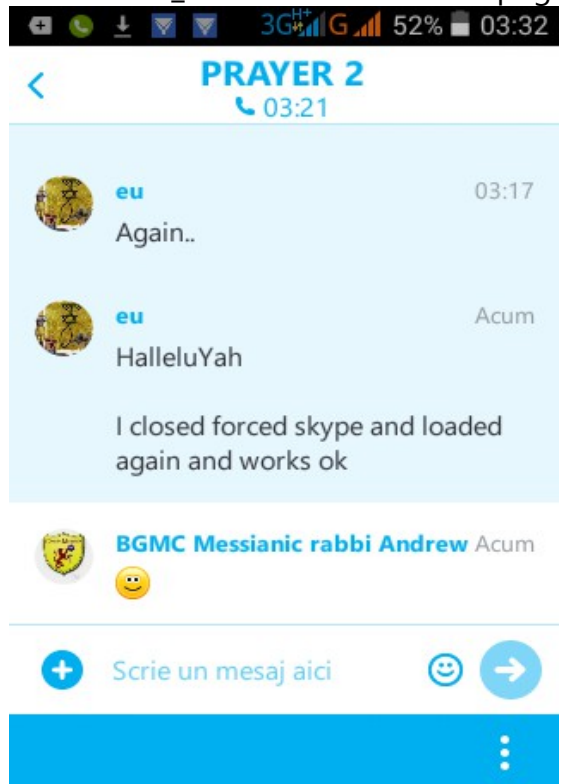 3G H+ G 52% 03:32
PRAYER 2
03:21
eu 03:17
Again..
eu Acum
HalleluYah
I closed forced skype and loaded
again and works ok
BGMC Messianic rabbi Andrew Acum
Scrie un mesaj aici